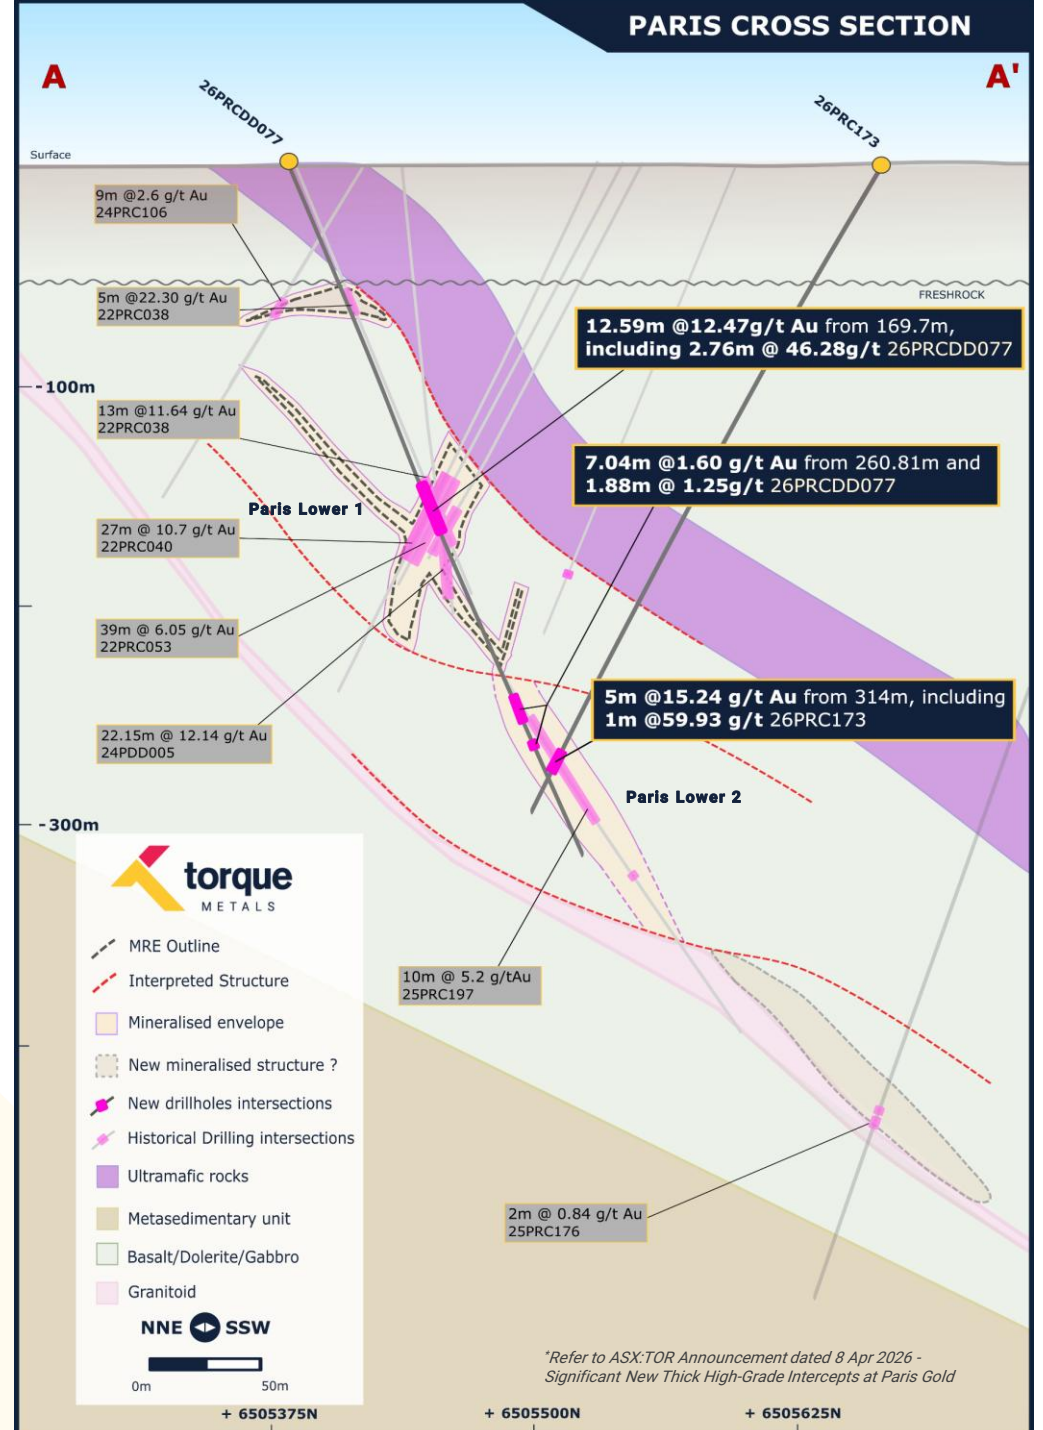 PARIS CROSS SECTION
A
A'
26PRCDD077
26PRC173
Surface
9m @2.6 g/t Au
24PRC106
5m @22.30 g/t Au
22PRC038
FRESHROCK
12.59m @12.47g/t Au from 169.7m,
including 2.76m @ 46.28g/t 26PRCDD077
-100m
13m @11.64 g/t Au
22PRC038
7.04m @1.60 g/t Au from 260.81m and
1.88m @ 1.25g/t 26PRCDD077
Paris Lower 1
27m @ 10.7 g/t Au
22PRC040
39m @ 6.05 g/t Au
22PRC053
5m @15.24 g/t Au from 314m, including
1m @59.93 g/t 26PRC173
22.15m @ 12.14 g/t Au
24PDD005
Paris Lower 2
-300m
torque
METALS
MRE Outline
Interpreted Structure
Mineralised envelope
New mineralised structure ?
New drillholes intersections
Historical Drilling intersections
Ultramafic rocks
Metasedimentary unit
Basalt/Dolerite/Gabbro
Granitoid
NNE SSW
0m 50m
10m @ 5.2 g/tAu
25PRC197
2m @ 0.84 g/t Au
25PRC176
*Refer to ASX:TOR Announcement dated 8 Apr 2026 -
Significant New Thick High-Grade Intercepts at Paris Gold
+ 6505375N
+ 6505500N
+ 6505625N